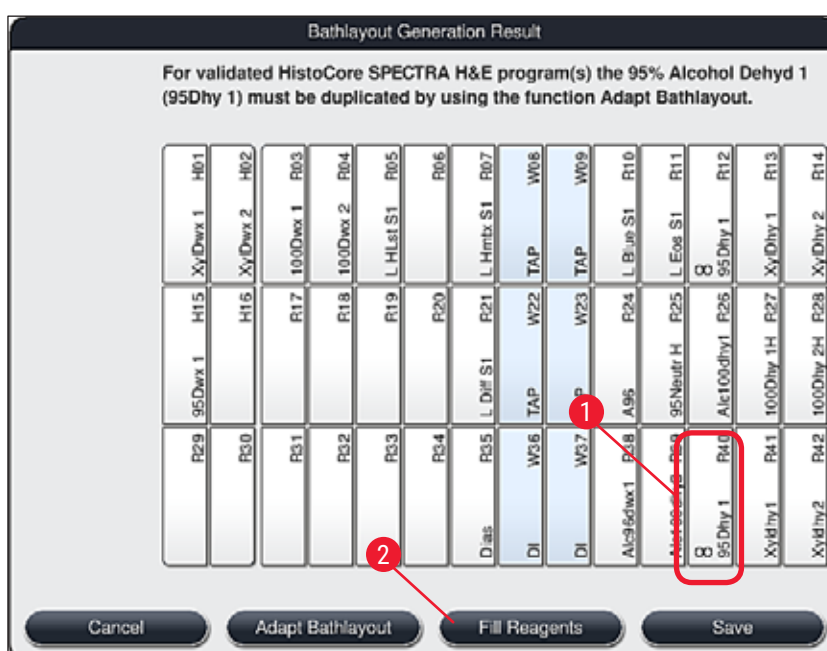 Bathlayout Generation Result
For validated HistoCore SPECTRA H&E program(s) the 95% Alcohol Dehyd 1
(95Dhy 1) must be duplicated by using the function Adapt Bathlayout.
XylDwx 1 H01
XylDwx 2 H02
100Dwx 1 R03
100Dwx 2 R04
L HLst S1 R05
R06
L Hmtx S1 R07
TAP W08
TAP W09
L Blue S1 R10
L Eos S1 R11
8 95Dhy 1 R12
XylDhy 1 R13
XylDhy 2 R14
95Dwx 1 H15
H16
R17
R18
R19
R20
L Diff S1 R21
TAP W22
W23
A96 R24
95Neutr H R25
Alc100dhy1 R26
100Dhy 1H R27
100Dhy 2H R28
R29
R30
R31
R32
R33
R34
Dias R35
DI W36
DI W37
Alc96dwx1 R38
8 95Dhy 1 R40
Xyldhy1 R41
Xyldhy2 R42
1
2
Cancel
Adapt Bathlayout
Fill Reagents
Save